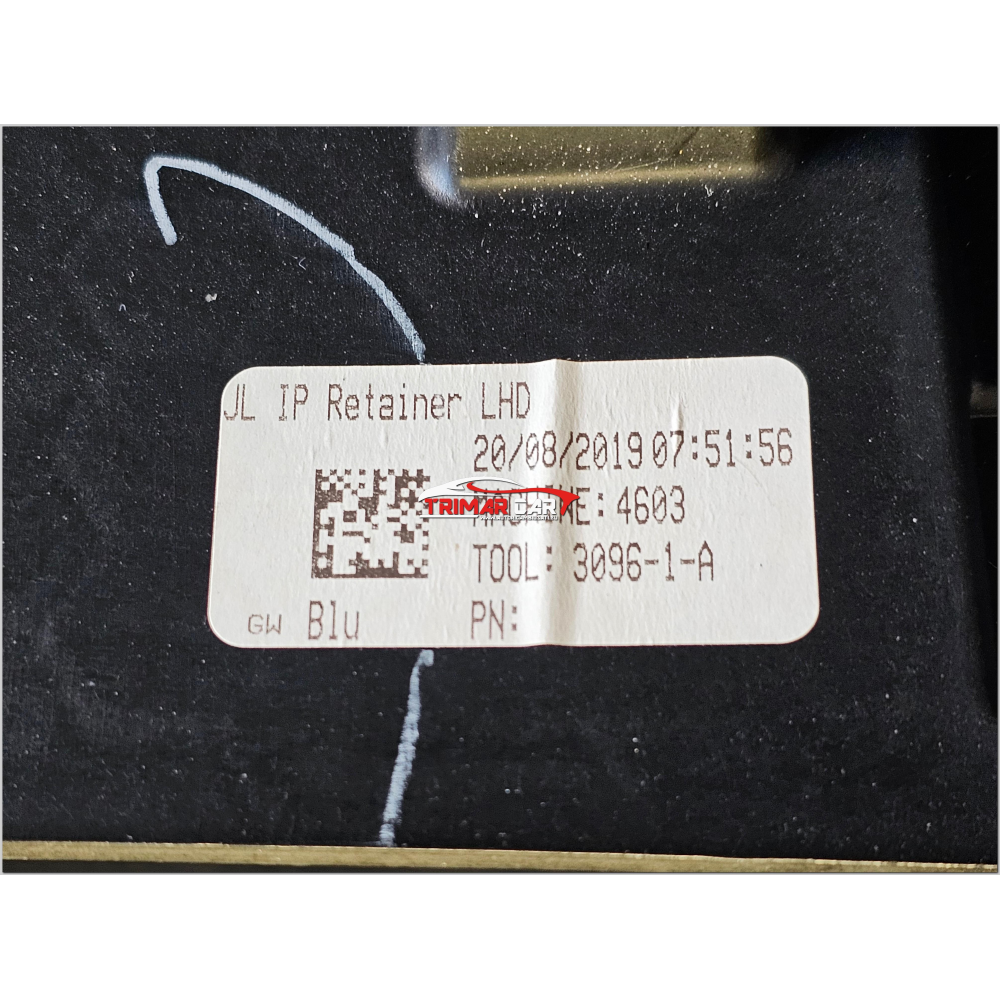 JL IP Retainer LHD
20/08/2019 07:51:56
TRIMAR CAR
4603
TOOL: 3096-1-A
GW Blu
PN: